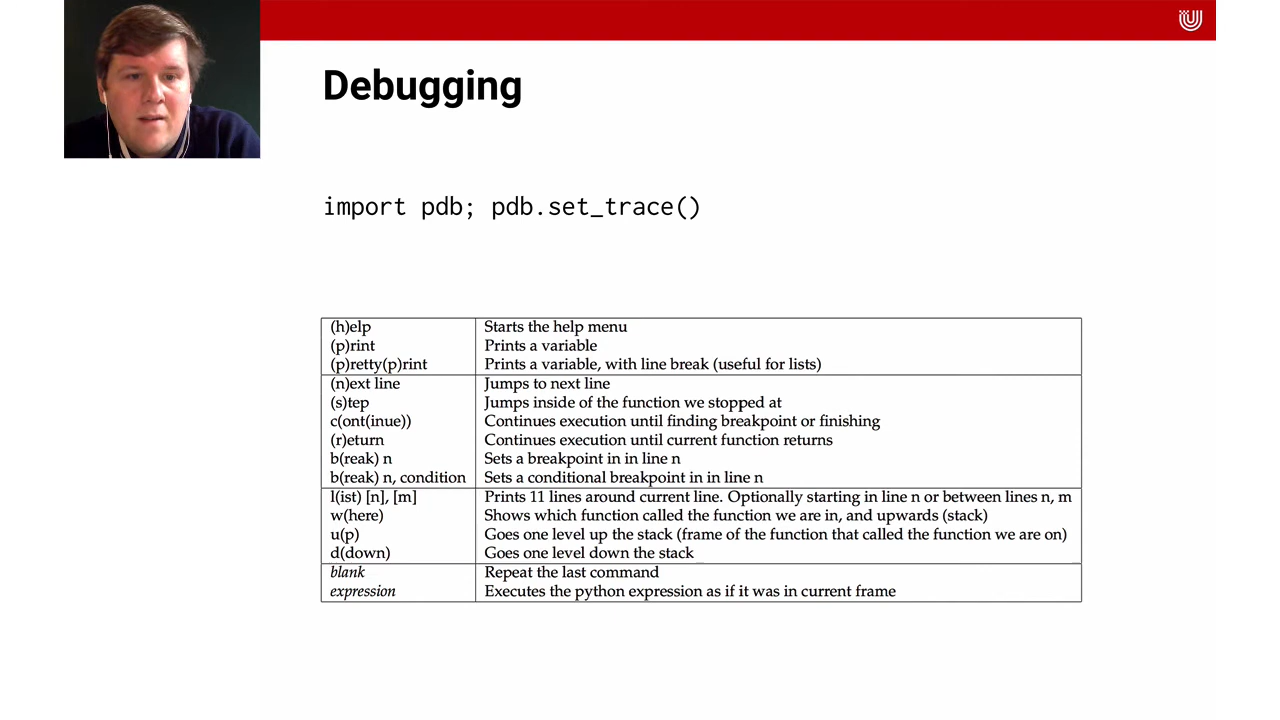 Debugging
import pdb; pdb.set_trace()
(h)elp Starts the help menu
(p)rint Prints a variable
(p)retty(p)rint Prints a variable, with line break (useful for lists)
(n)ext line Jumps to next line
(s)tep Jumps inside of the function we stopped at
c(ont(inue)) Continues execution until finding breakpoint or finishing
(r)eturn Continues execution until current function returns
b(reak) n Sets a breakpoint in in line n
b(reak) n, condition Sets a conditional breakpoint in in line n
l(ist) [n], [m] Prints 11 lines around current line. Optionally starting in line n or between lines n, m
w(here) Shows which function called the function we are in, and upwards (stack)
u(p) Goes one level up the stack (frame of the function that called the function we are on)
d(down) Goes one level down the stack
blank Repeat the last command
expression Executes the python expression as if it was in current frame